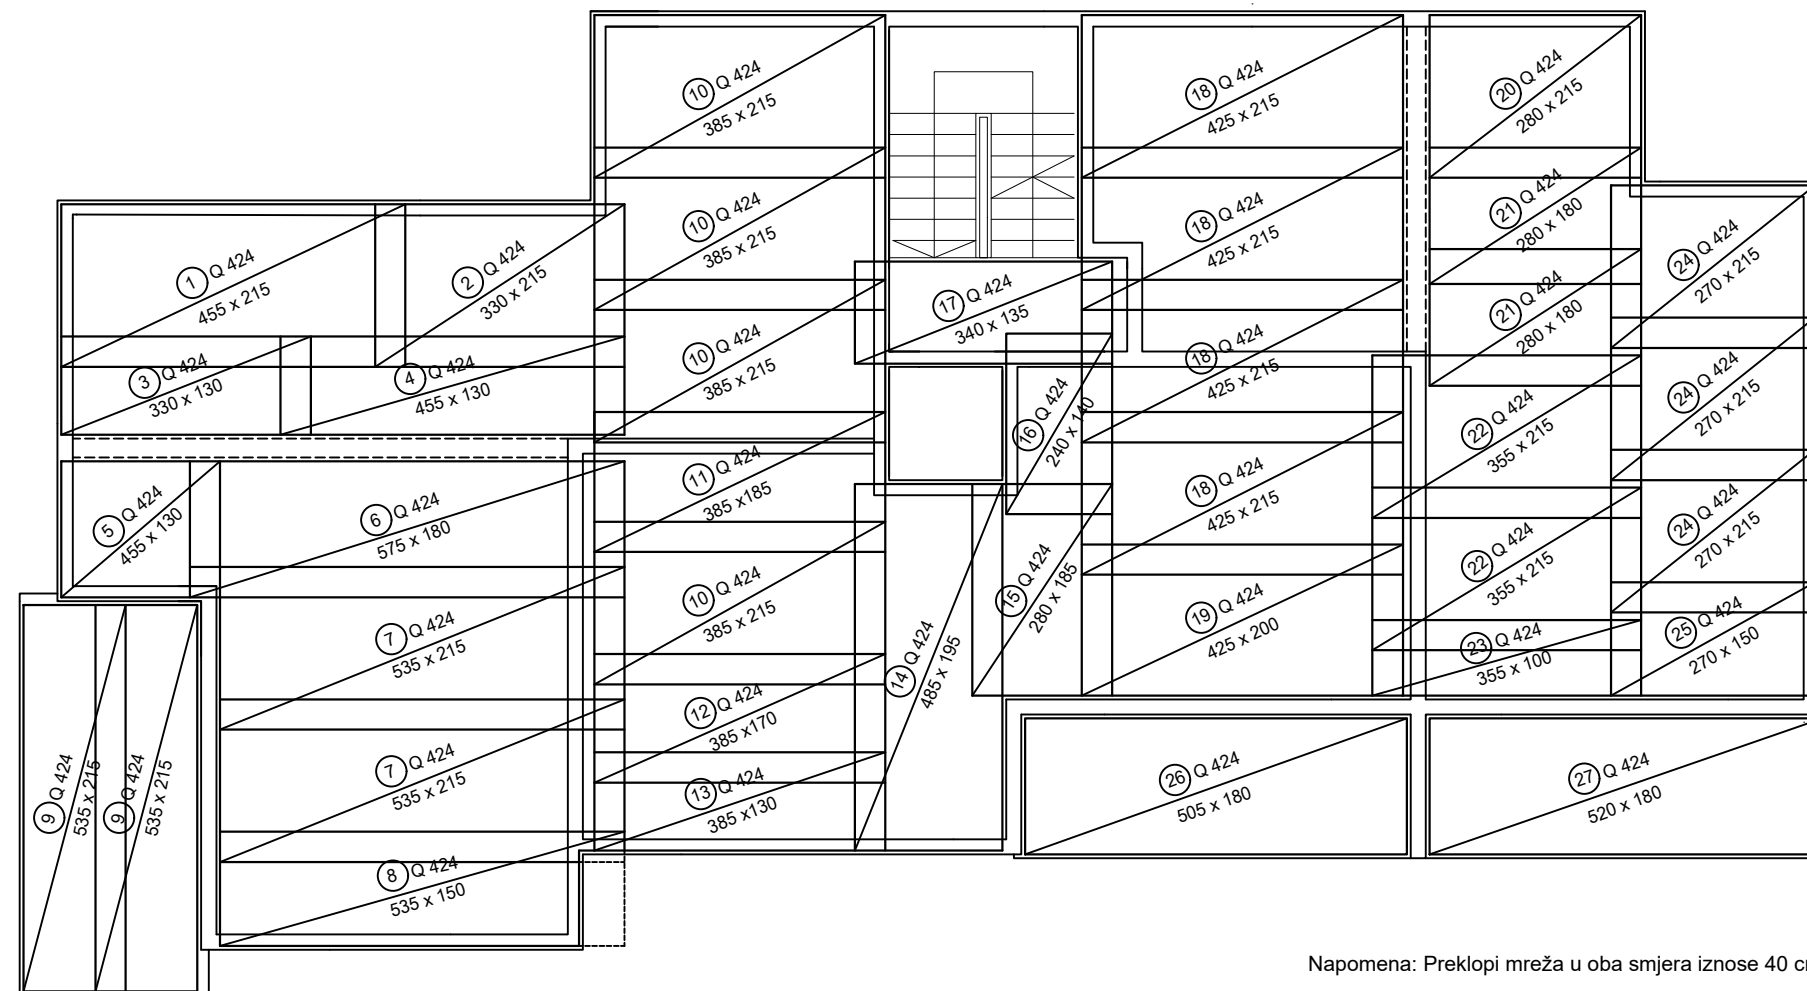 10 Q 424
385 x 215
18 Q 424
425 x 215
20 Q 424
280 x 215
10 Q 424
385 x 215
18 Q 424
425 x 215
21 Q 424
280 x 180
24 Q 424
270 x 215
1 Q 424
455 x 215
2 Q 424
330 x 215
17 Q 424
340 x 135
21 Q 424
280 x 180
10 Q 424
385 x 215
18 Q 424
425 x 215
3 Q 424
330 x 130
4 Q 424
455 x 130
16 Q 424
240 x 140
22 Q 424
355 x 215
24 Q 424
270 x 215
11 Q 424
385 x185
18 Q 424
425 x 215
5 Q 424
455 x 130
6 Q 424
575 x 180
24 Q 424
270 x 215
10 Q 424
385 x 215
15 Q 424
280 x 185
22 Q 424
355 x 215
19 Q 424
425 x 200
7 Q 424
535 x 215
14 Q 424
485 x 195
23 Q 424
355 x 100
25 Q 424
270 x 150
12 Q 424
385 x170
7 Q 424
535 x 215
13 Q 424
385 x130
26 Q 424
505 x 180
27 Q 424
520 x 180
9 Q 424
535 x 215
9 Q 424
535 x 215
8 Q 424
535 x 150
Napomena: Preklopi mreža u oba smjera iznose 40 c